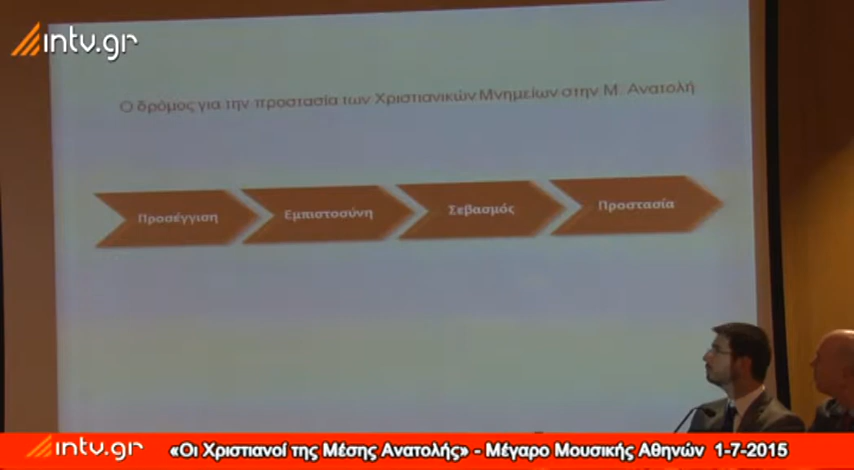 intv.gr
Ο δρόμος για την προστασία των Χριστιανικών Μνημείων στην Μ. Ανατολή
Προσέγγιση Εμπιστοσύνη Σεβασμός Προστασία
intv.gr «Οι Χριστιανοί της Μέσης Ανατολής» - Μέγαρο Μουσικής Αθηνών 1-7-2015